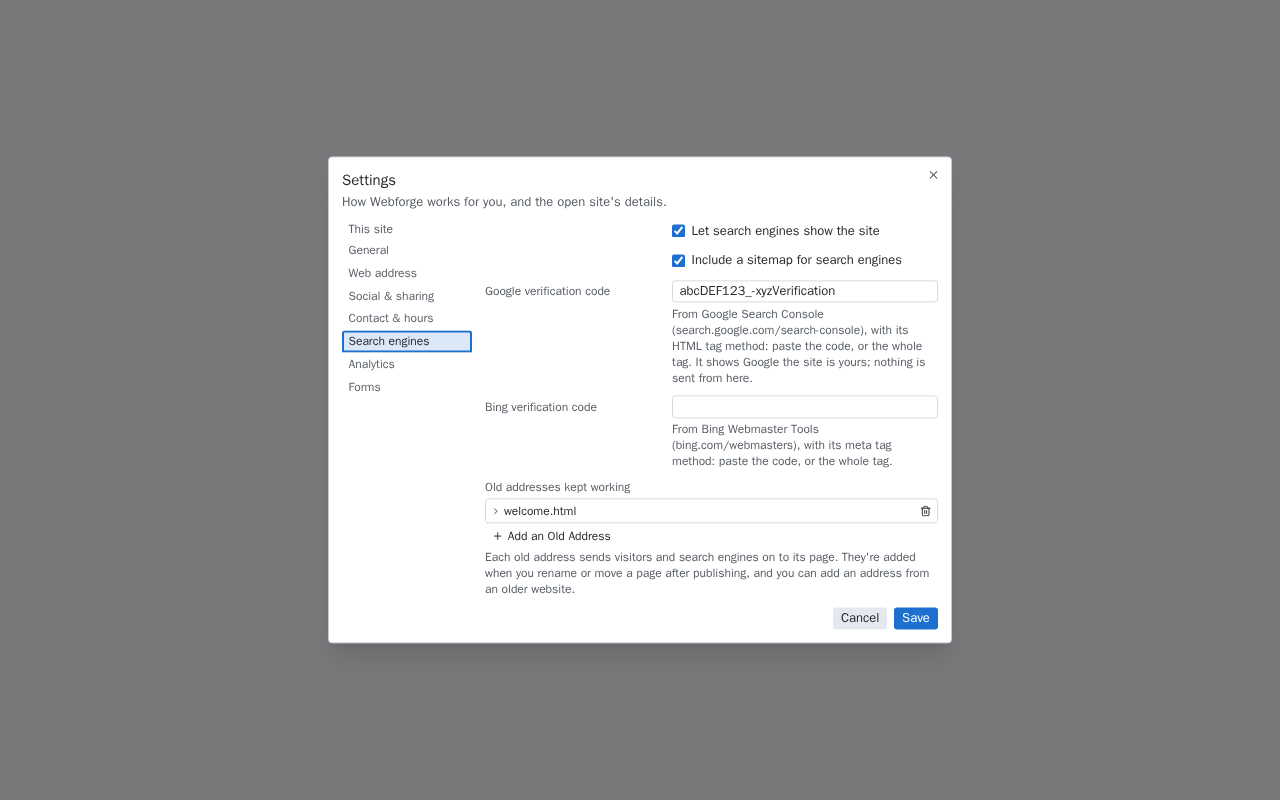 Settings
How Webforge works for you, and the open site's details.
This site
General
Web address
Social & sharing
Contact & hours
Search engines
Analytics
Forms
Let search engines show the site
Include a sitemap for search engines
Google verification code
abcDEF123_-xyzVerification
From Google Search Console
(search.google.com/search-console), with its
HTML tag method: paste the code, or the whole
tag. It shows Google the site is yours; nothing is
sent from here.
Bing verification code
From Bing Webmaster Tools
(bing.com/webmasters), with its meta tag
method: paste the code, or the whole tag.
Old addresses kept working
welcome.html
Add an Old Address
Each old address sends visitors and search engines on to its page. They're added
when you rename or move a page after publishing, and you can add an address from
an older website.
Cancel
Save